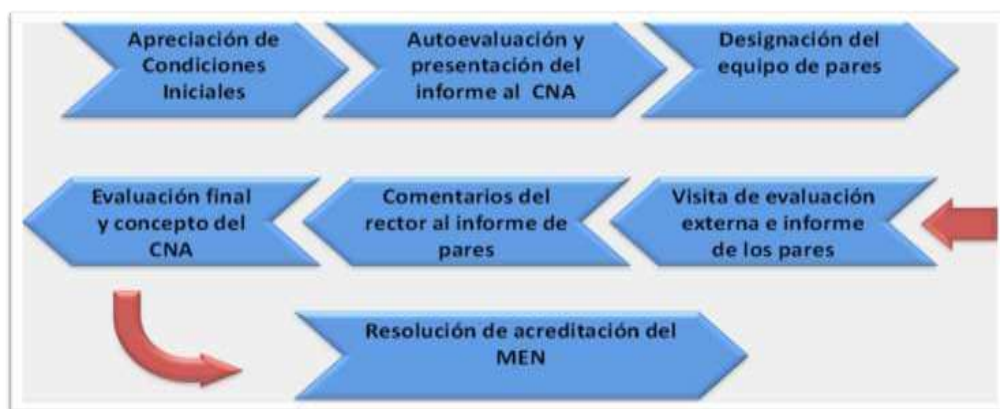 Apreciación de
Condiciones
Iniciales
Autoevaluación y
presentación del
informe al CNA
Designación del
equipo de pares
Visita de evaluación
externa e informe
de los pares
Comentarios del
rector al informe de
pares
Evaluación final
y concepto del
CNA
Resolución de acreditación del
MEN